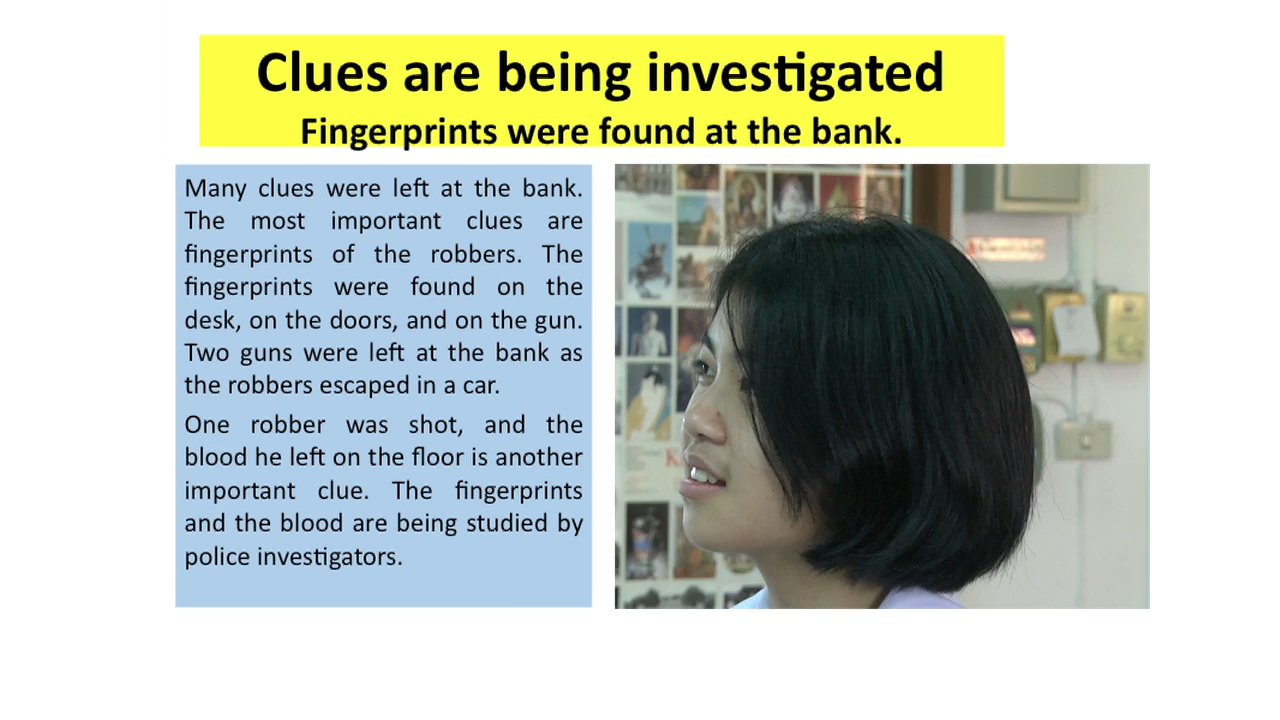 Clues are being investigated
Fingerprints were found at the bank.
Many clues were left at the bank.
The most important clues are
fingerprints of the robbers. The
fingerprints were found on the
desk, on the doors, and on the gun.
Two guns were left at the bank as
the robbers escaped in a car.
One robber was shot, and the
blood he left on the floor is another
important clue. The fingerprints
and the blood are being studied by
police investigators.